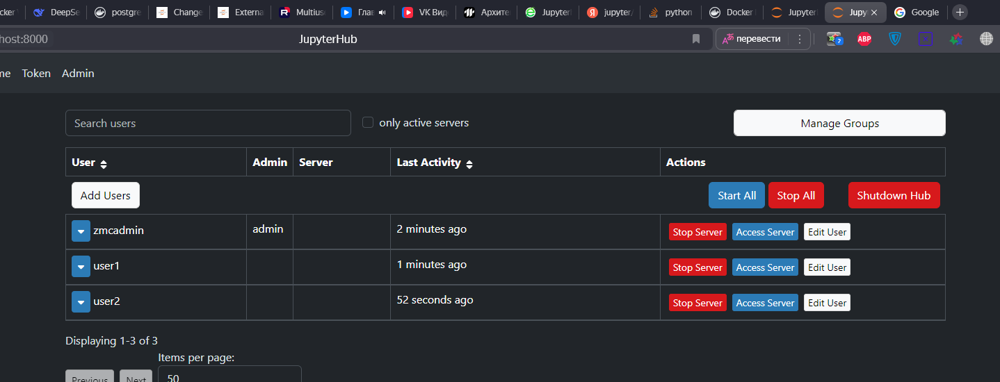 ocker DeepSe postgre Change Externa Multius Глав VK Вид Архите Jupyterl jupyter/ python Docker Jupyter Jupyt Google
host:8000 JupyterHub перевести
me Token Admin
Search users only active servers Manage Groups
User Admin Server Last Activity Actions
Add Users Start All Stop All Shutdown Hub
zmcadmin admin 2 minutes ago Stop Server Access Server Edit User
user1 1 minutes ago Stop Server Access Server Edit User
user2 52 seconds ago Stop Server Access Server Edit User
Displaying 1-3 of 3
Items per page:
Previous Next 50